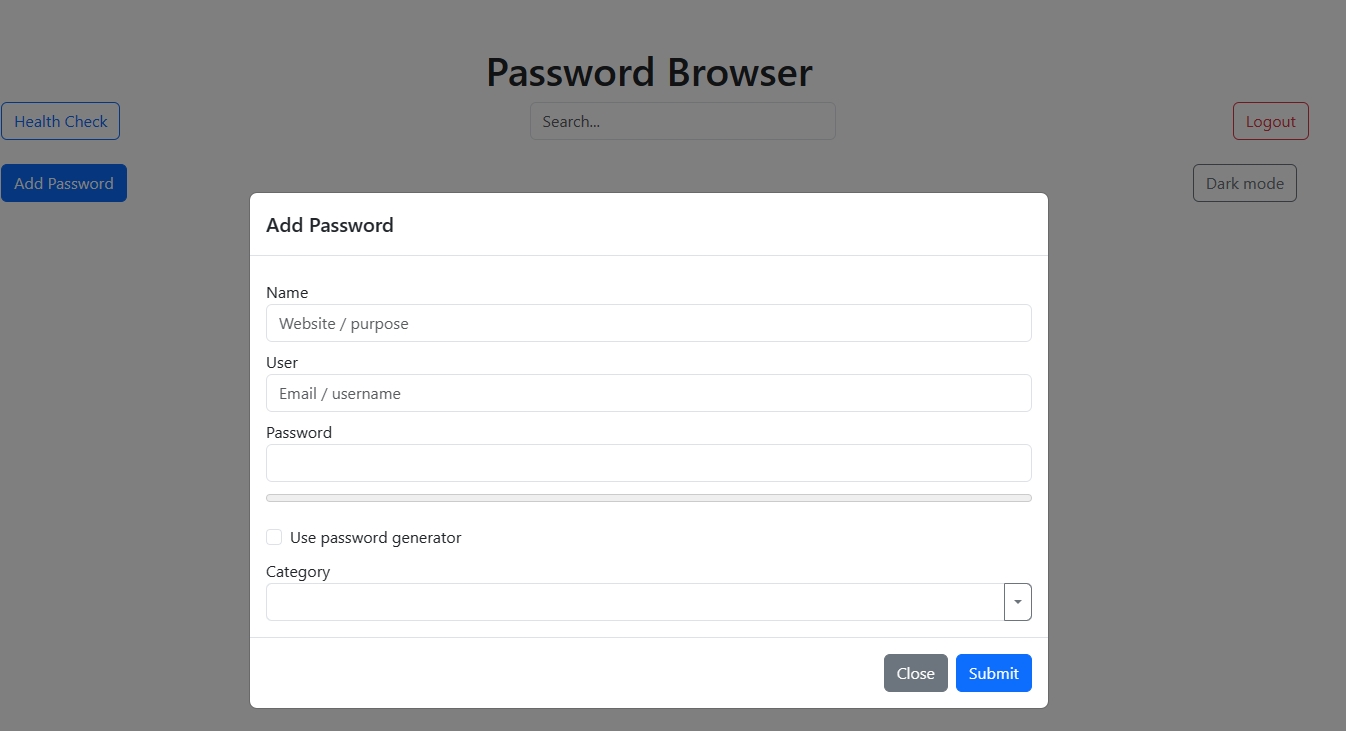 Password Browser
Health Check
Search...
Logout
Add Password
Dark mode
Add Password
Name
Website / purpose
User
Email / username
Password
Use password generator
Category
Close
Submit